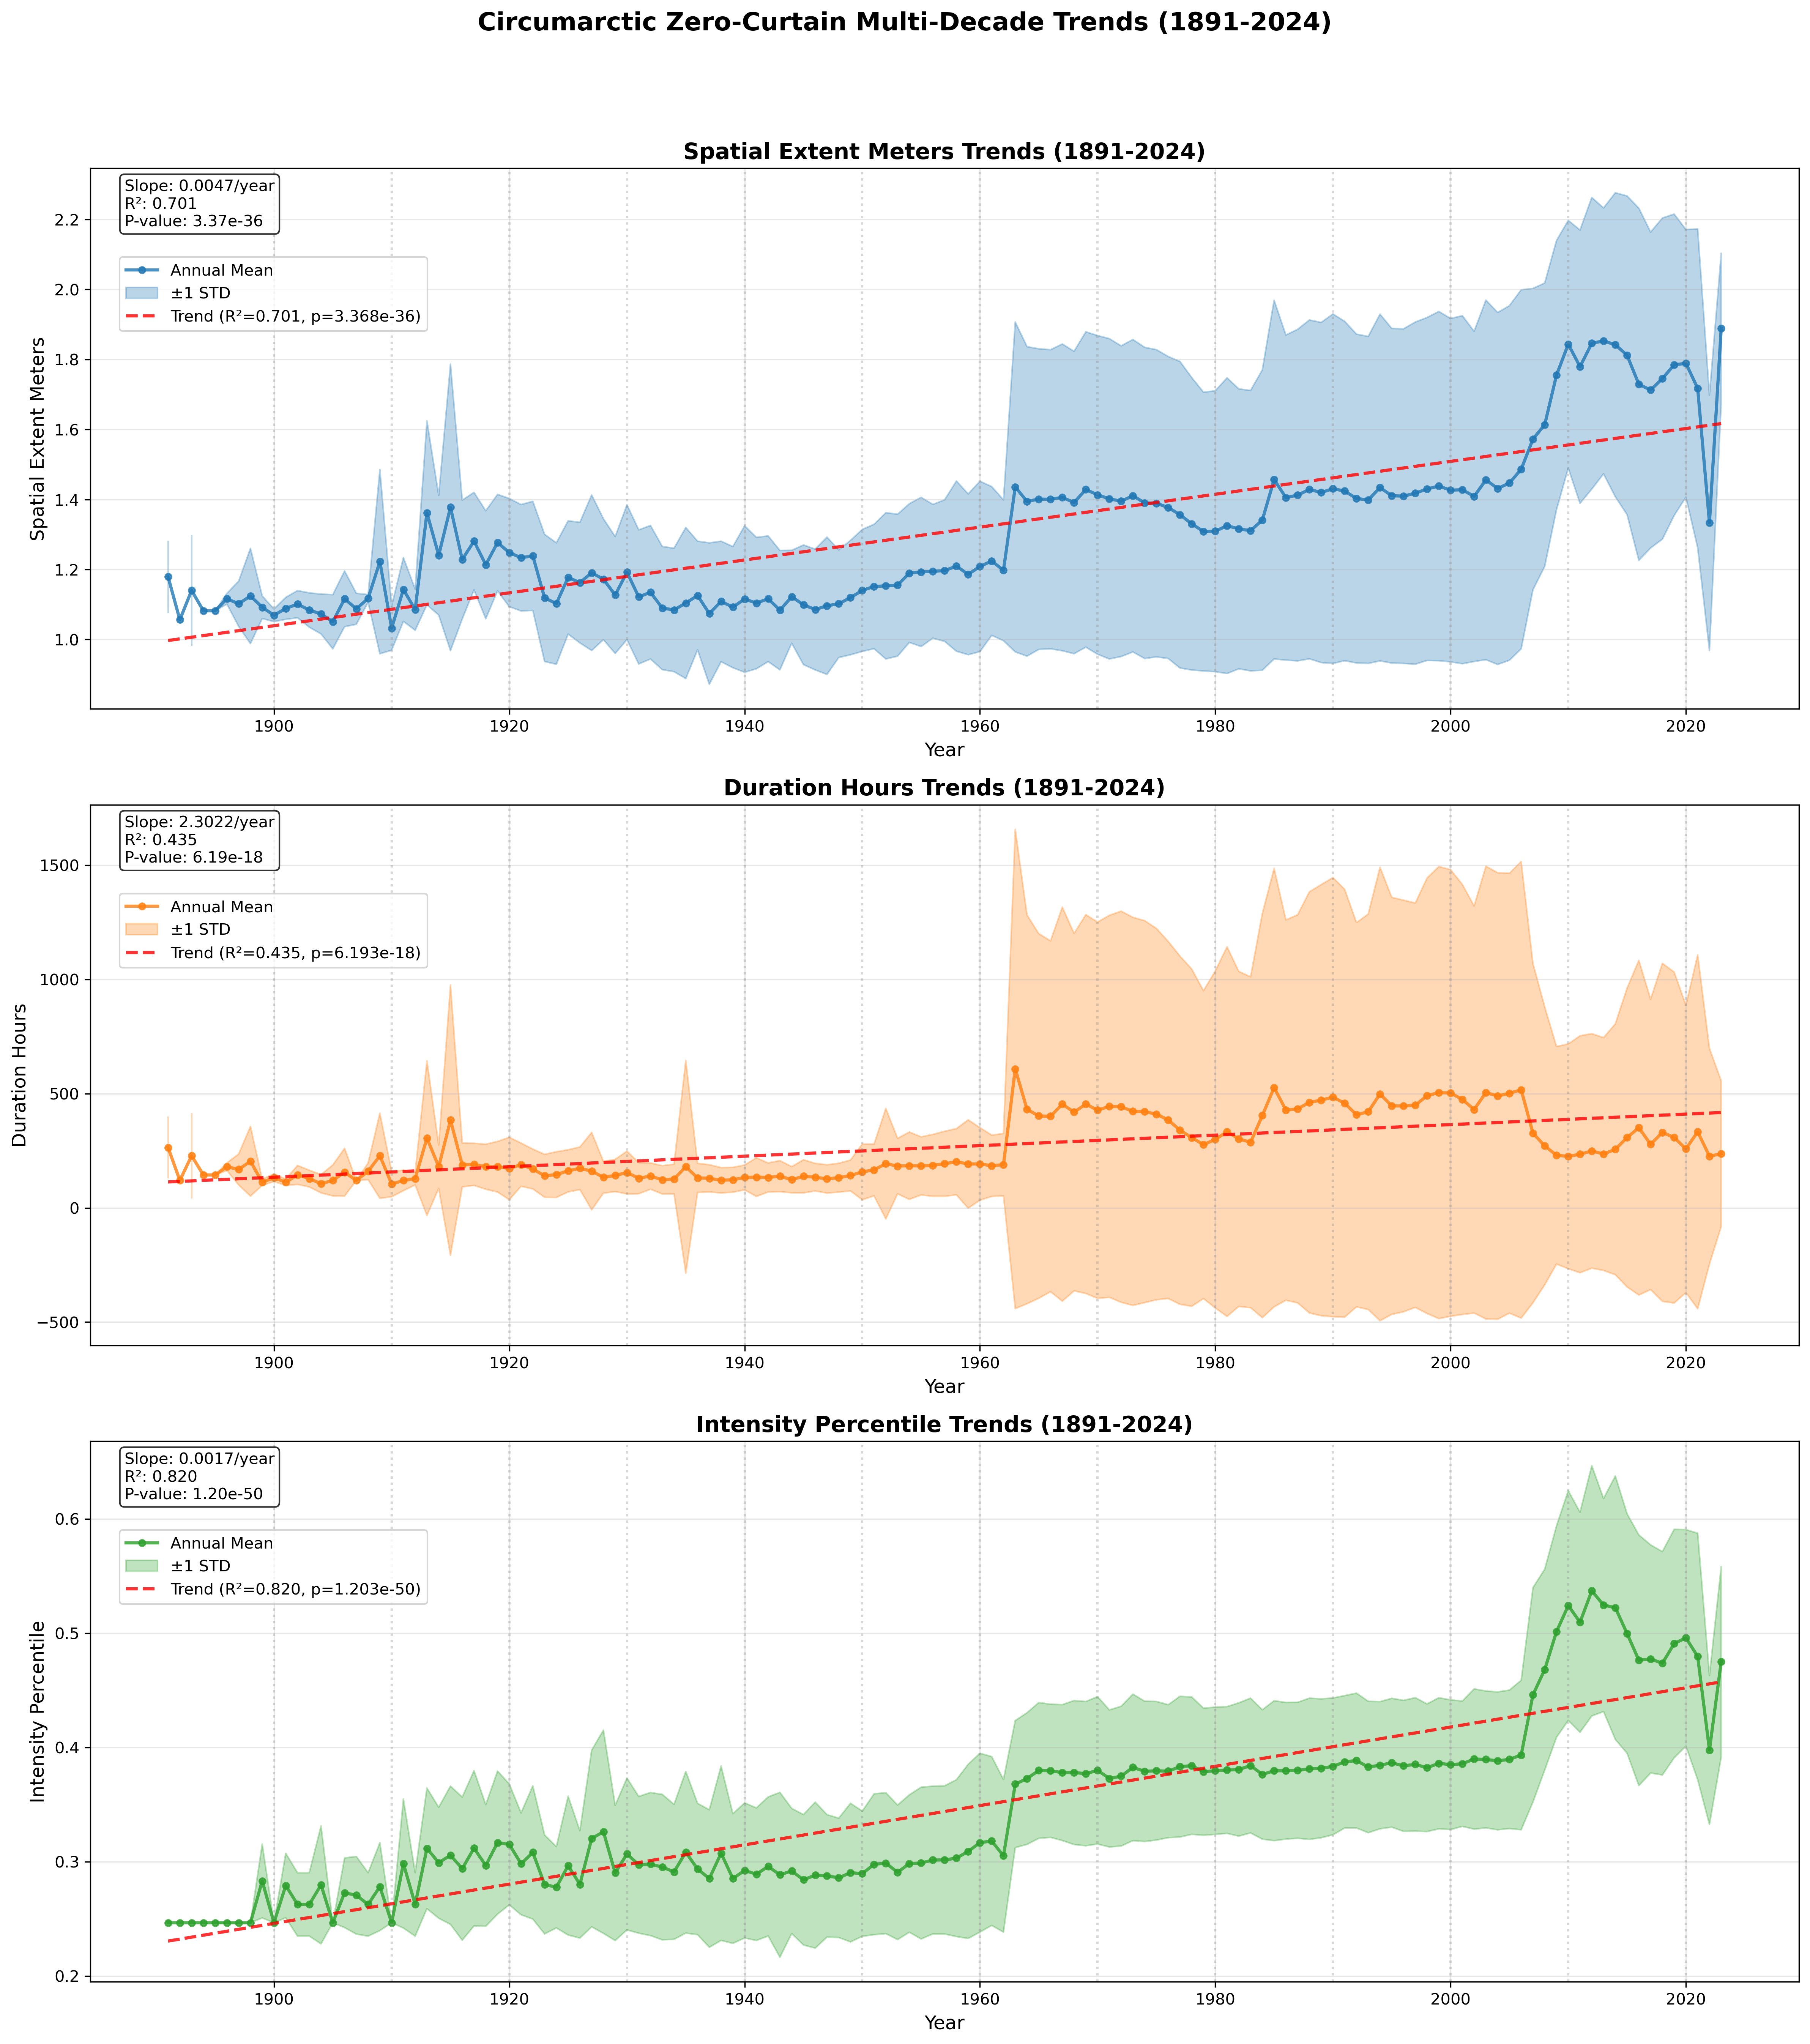 Circumarctic Zero-Curtain Multi-Decade Trends (1891-2024)
Spatial Extent Meters Trends (1891-2024)
Slope: 0.0047/year
R²: 0.701
P-value: 3.37e-36
Annual Mean
±1 STD
Trend (R²=0.701, p=3.368e-36)
Spatial Extent Meters
2.2
2.0
1.8
1.6
1.4
1.2
1.0
1900 1920 1940 1960 1980 2000 2020
Year
Duration Hours Trends (1891-2024)
Slope: 2.3022/year
R²: 0.435
P-value: 6.19e-18
Annual Mean
±1 STD
Trend (R²=0.435, p=6.193e-18)
Duration Hours
1500
1000
500
0
−500
1900 1920 1940 1960 1980 2000 2020
Year
Intensity Percentile Trends (1891-2024)
Slope: 0.0017/year
R²: 0.820
P-value: 1.20e-50
Annual Mean
±1 STD
Trend (R²=0.820, p=1.203e-50)
Intensity Percentile
0.6
0.5
0.4
0.3
0.2
1900 1920 1940 1960 1980 2000 2020
Year